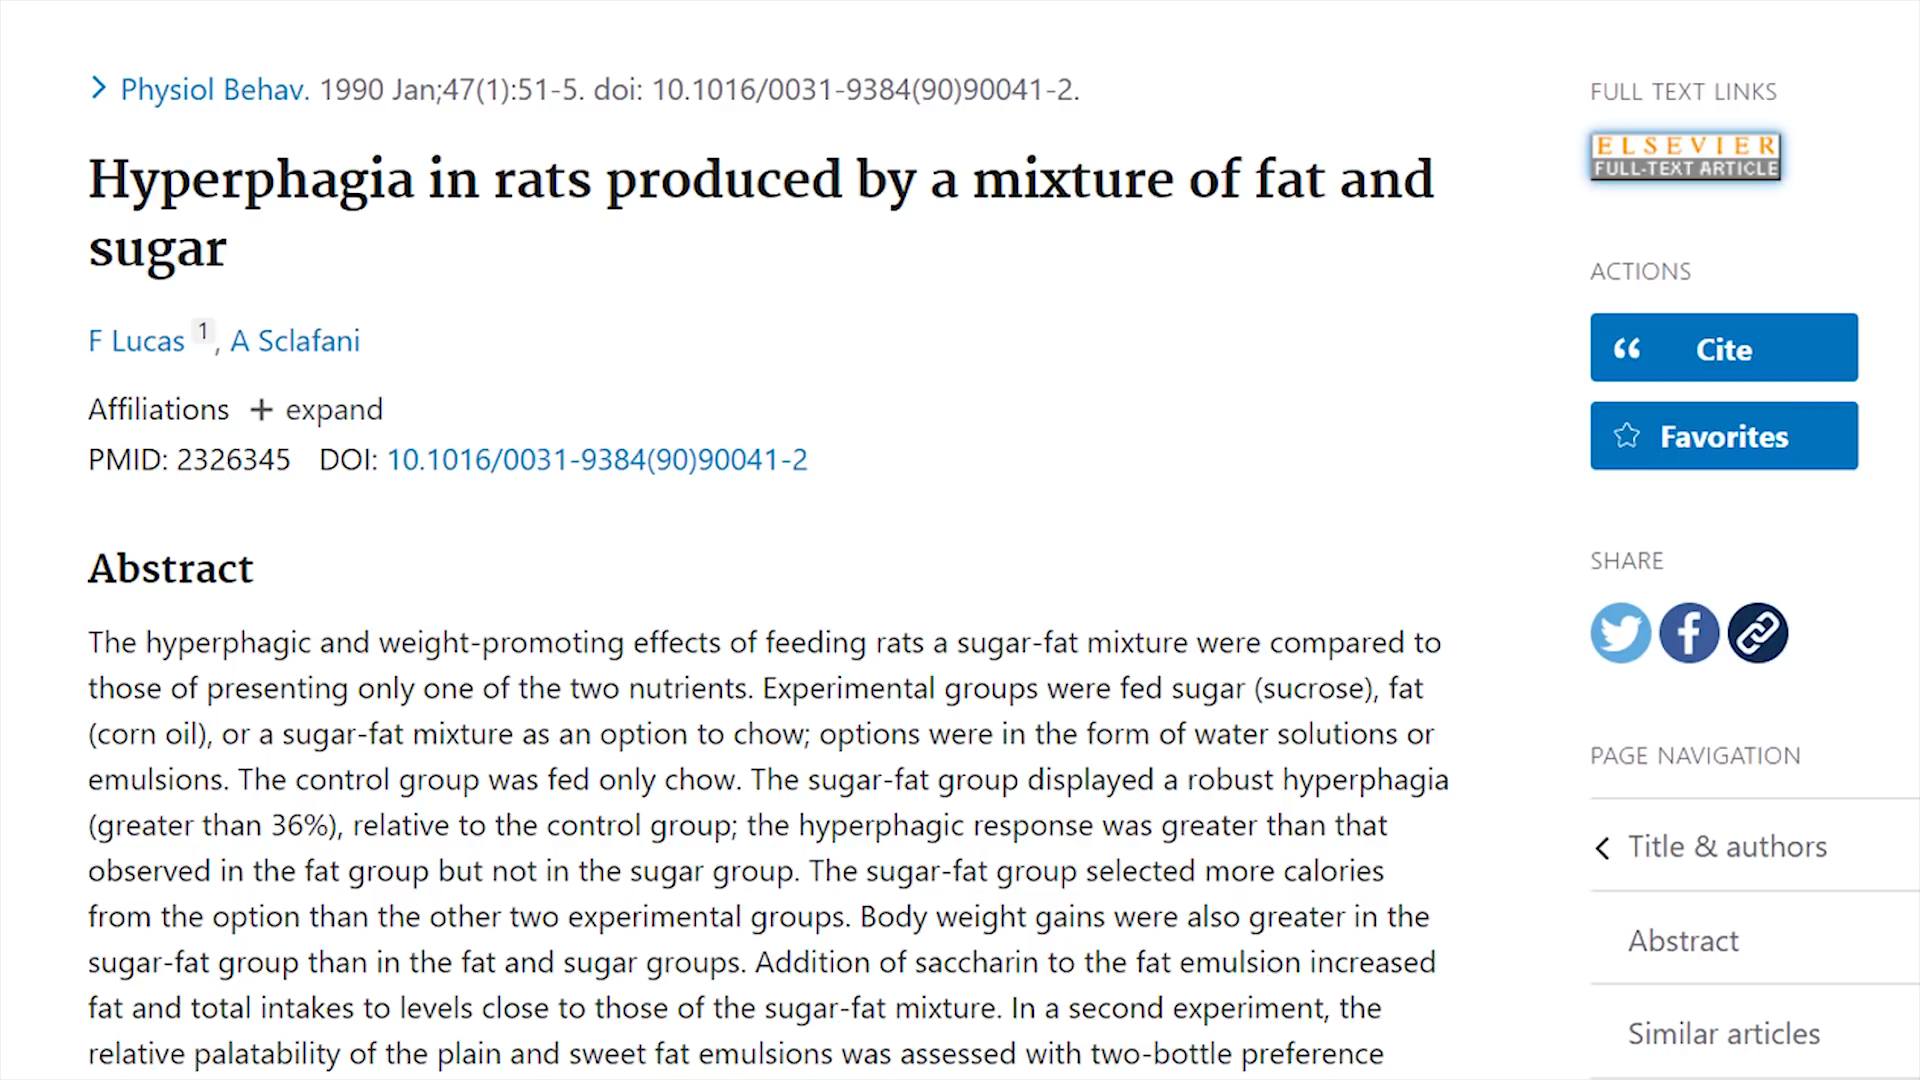 Physiol Behav. 1990 Jan;47(1):51-5. doi: 10.1016/0031-9384(90)90041-2.
Hyperphagia in rats produced by a mixture of fat and
sugar
F Lucas 1, A Sclafani
Affiliations + expand
PMID: 2326345 DOI: 10.1016/0031-9384(90)90041-2
Abstract
The hyperphagic and weight-promoting effects of feeding rats a sugar-fat mixture were compared to
those of presenting only one of the two nutrients. Experimental groups were fed sugar (sucrose), fat
(corn oil), or a sugar-fat mixture as an option to chow; options were in the form of water solutions or
emulsions. The control group was fed only chow. The sugar-fat group displayed a robust hyperphagia
(greater than 36%), relative to the control group; the hyperphagic response was greater than that
observed in the fat group but not in the sugar group. The sugar-fat group selected more calories
from the option than the other two experimental groups. Body weight gains were also greater in the
sugar-fat group than in the fat and sugar groups. Addition of saccharin to the fat emulsion increased
fat and total intakes to levels close to those of the sugar-fat mixture. In a second experiment, the
relative palatability of the plain and sweet fat emulsions was assessed with two-bottle preference
FULL TEXT LINKS
ELSEVIER
FULL-TEXT ARTICLE
ACTIONS
Cite
Favorites
SHARE
PAGE NAVIGATION
Title & authors
Abstract
Similar articles